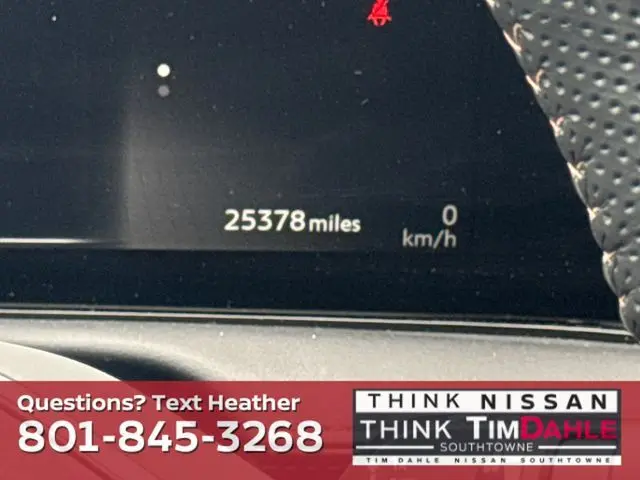 25378 miles
0
km/h
Questions? Text Heather
801-845-3268
THINK NISSAN
THINK TIMDAHLE
SOUTHTOWNE
TIM DAHLE NISSAN SOUTHTOWNE